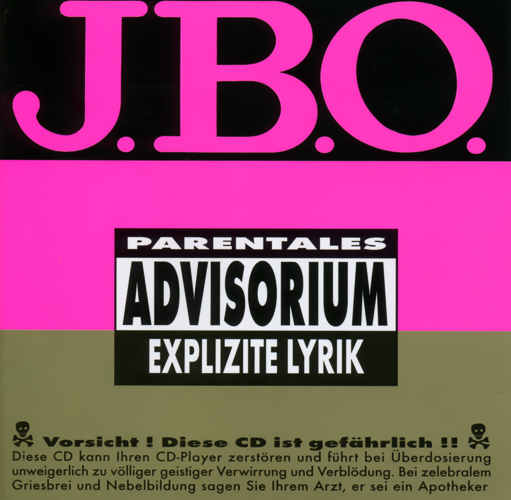 J.B.O.
PARENTALES
ADVISORIUM
EXPLIZITE LYRIK
Vorsicht ! Diese CD ist gefährlich !!
Diese CD kann Ihren CD-Player zerstören und führt bei Überdosierung
unweigerlich zu völliger geistiger Verwirrung und Verblödung. Bei zelebralem
Griesbrei und Nebelbildung sagen Sie Ihrem Arzt, er sei ein Apotheker